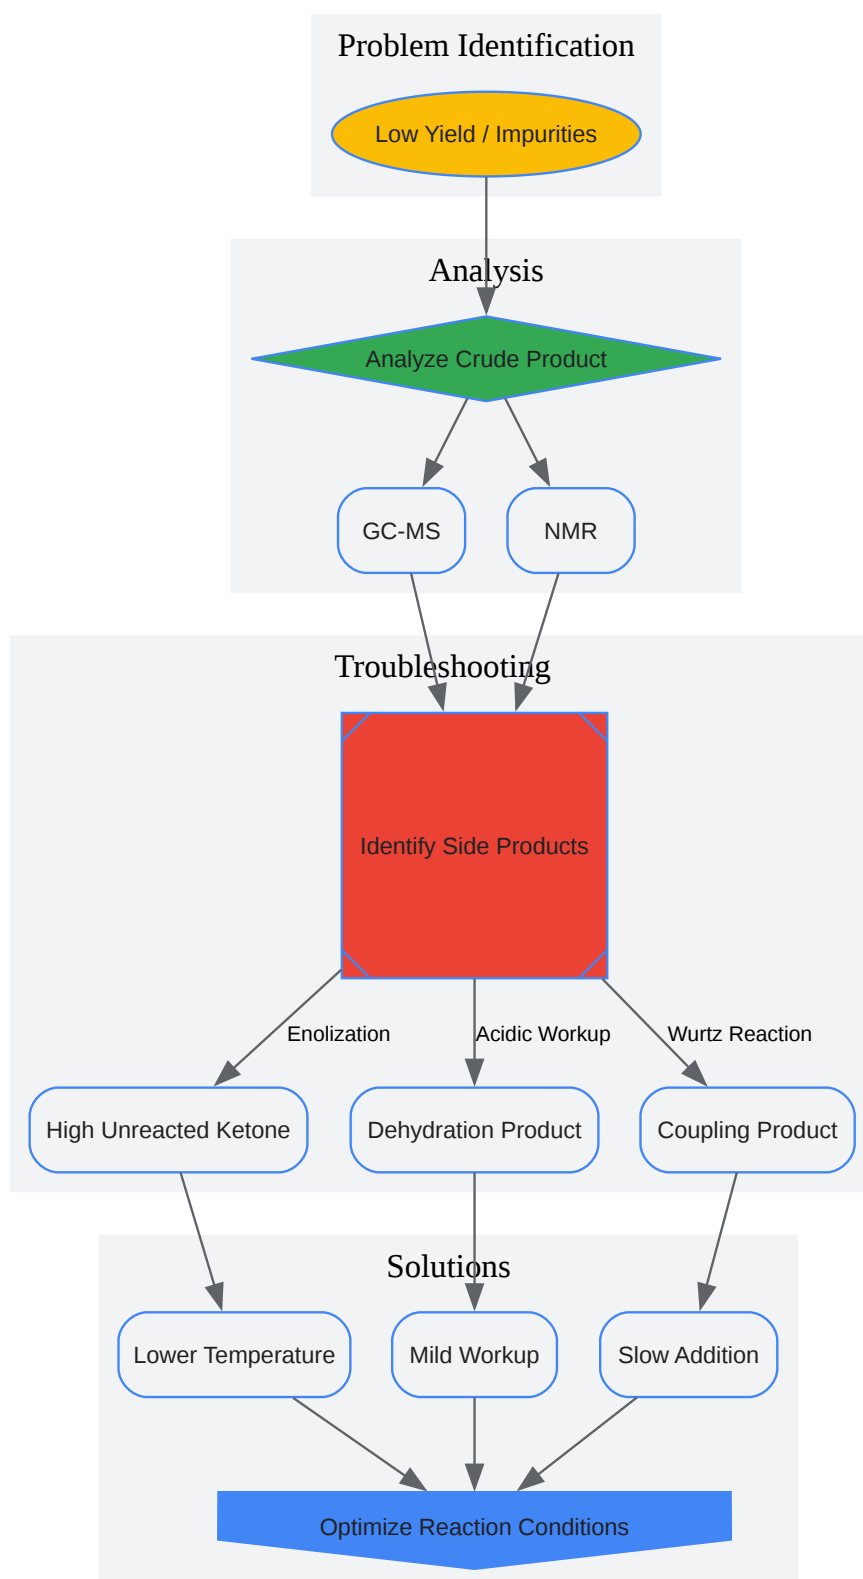 Problem Identification
Low Yield / Impurities
Analysis
Analyze Crude Product
GC-MS
NMR
Troubleshooting
Identify Side Products
Enolization
Acidic Workup
Wurtz Reaction
High Unreacted Ketone
Dehydration Product
Coupling Product
Solutions
Lower Temperature
Mild Workup
Slow Addition
Optimize Reaction Conditions